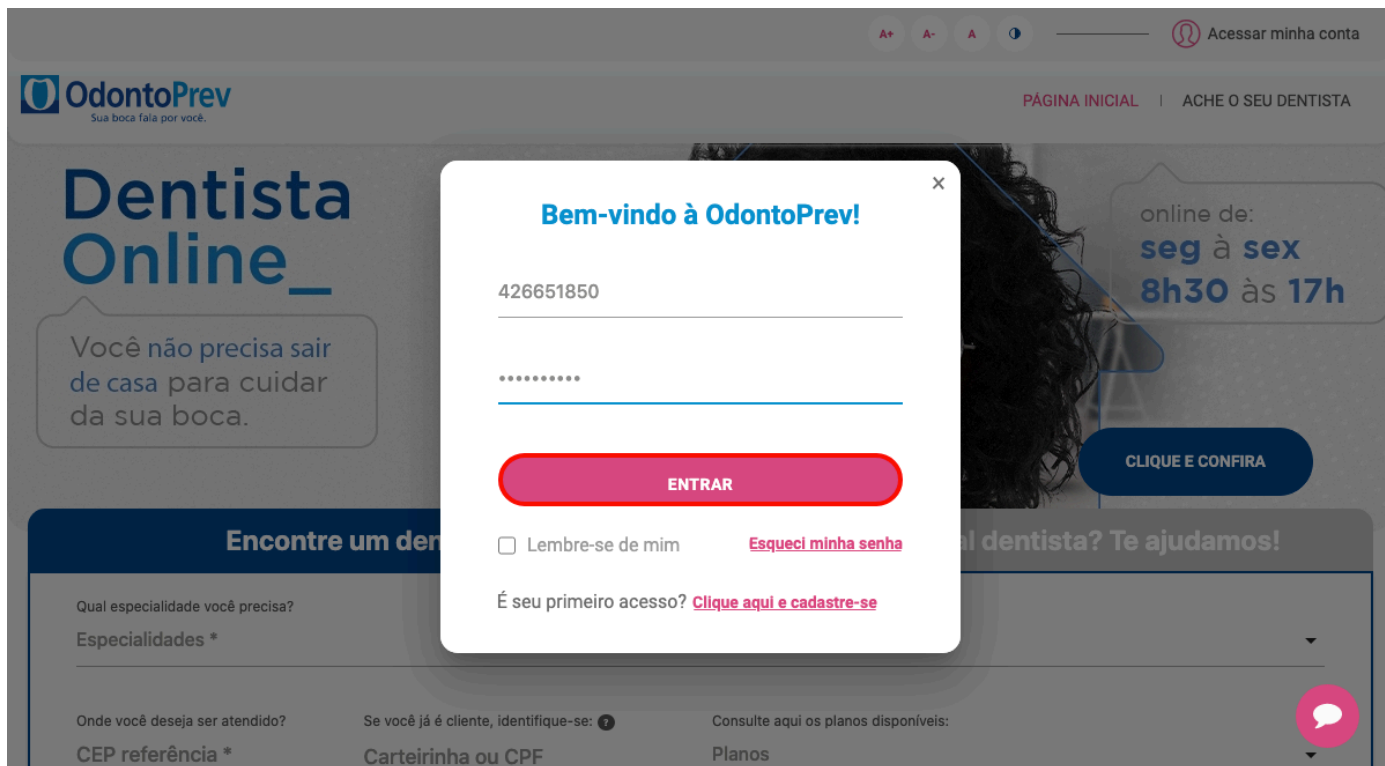 A+ A- A Acessar minha conta
OdontoPrev
Sua boca fala por você.
PÁGINA INICIAL | ACHE O SEU DENTISTA
Dentista
Online_
Você não precisa sair
de casa para cuidar
da sua boca.
online de:
seg à sex
8h30 às 17h
CLIQUE E CONFIRA
×
Bem-vindo à OdontoPrev!
426651850
••••••••••
ENTRAR
Lembre-se de mim Esqueci minha senha
É seu primeiro acesso? Clique aqui e cadastre-se
Encontre um den
al dentista? Te ajudamos!
Qual especialidade você precisa?
Especialidades *
Onde você deseja ser atendido? Se você já é cliente, identifique-se: ? Consulte aqui os planos disponíveis:
CEP referência * Carteirinha ou CPF Planos